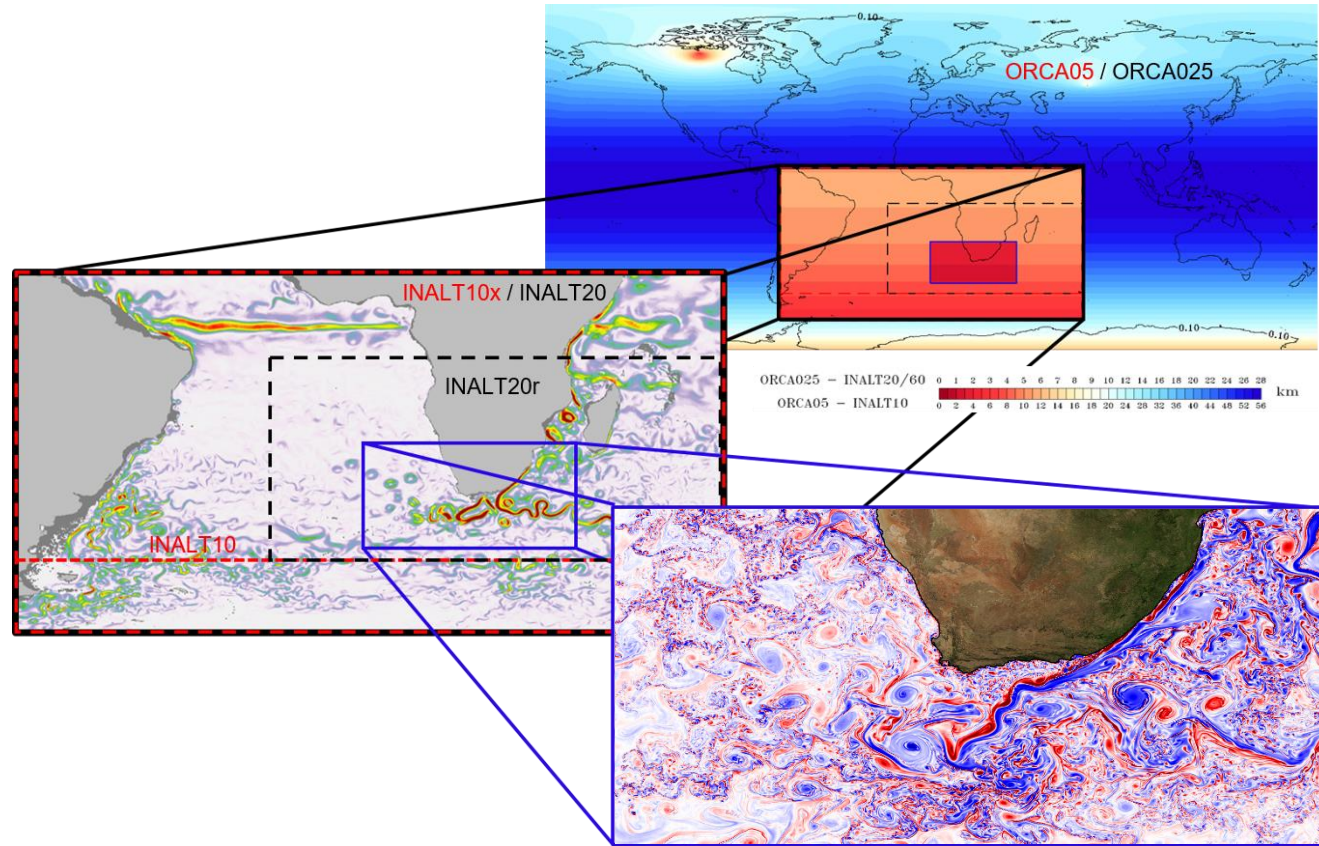 0.10
ORCA05 / ORCA025
0.10
0.10
INALT10x / INALT20
INALT20r
INALT10
ORCA025 - INALT20/60
0 1 2 3 4 5 6 7 8 9 10 12 14 16 18 20 22 24 26 28
ORCA05 - INALT10
0 2 4 6 8 10 12 14 16 18 20 24 28 32 36 40 44 48 52 56
km